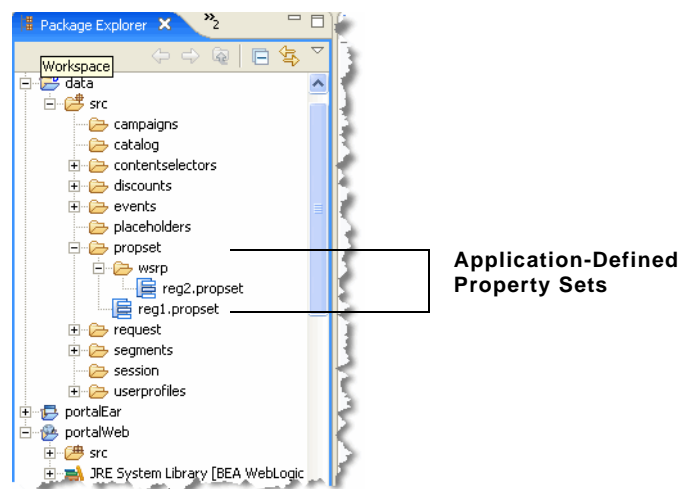 Package Explorer
»2
Workspace
data
src
campaigns
catalog
contentselectors
discounts
events
placeholders
propset
wsrp
reg2.propset
reg1.propset
request
segments
session
userprofiles
portalEar
portalWeb
src
JRE System Library [BEA WebLogic
Application-Defined
Property Sets